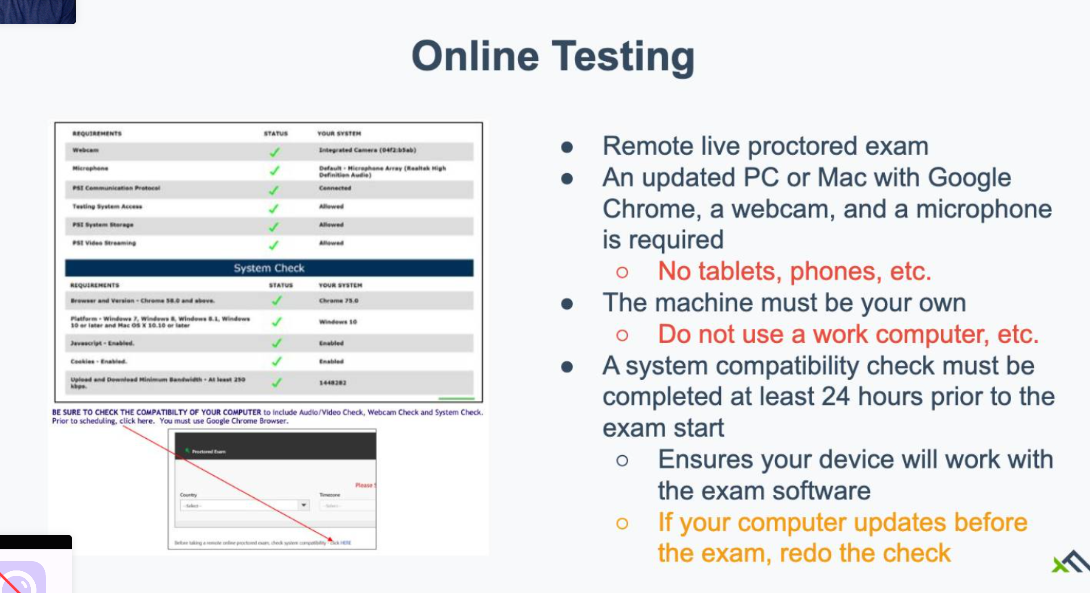 Online Testing
REQUIREMENTS STATUS YOUR SYSTEM
Webcam Integrated Camera (04f2:b5ab)
Microphone Default - Microphone Array (Realtek High
Definition Audio)
PSI Communication Protocol Connected
Testing System Access Allowed
PSI System Storage Allowed
PSI Video Streaming Allowed
System Check
REQUIREMENTS STATUS YOUR SYSTEM
Browser and Version - Chrome 58.0 and above. Chrome 75.0
Platform - Windows 7, Windows 8, Windows 8.1, Windows
10 or later and Mac OS X 10.10 or later Windows 10
Javascript - Enabled. Enabled
Cookies - Enabled. Enabled
Upload and Download Minimum Bandwidth - At least 250
kbps. 1448282
BE SURE TO CHECK THE COMPATIBILTY OF YOUR COMPUTER to include Audio/Video Check, Webcam Check and System Check.
Prior to scheduling, click here. You must use Google Chrome Browser.
Proctored Exam
Please
Country Timezone
-Select- -Select-
Before taking a remote online proctored exam, check system compatibility click HERE
● Remote live proctored exam
● An updated PC or Mac with Google
Chrome, a webcam, and a microphone
is required
○ No tablets, phones, etc.
● The machine must be your own
○ Do not use a work computer, etc.
● A system compatibility check must be
completed at least 24 hours prior to the
exam start
○ Ensures your device will work with
the exam software
○ If your computer updates before
the exam, redo the check